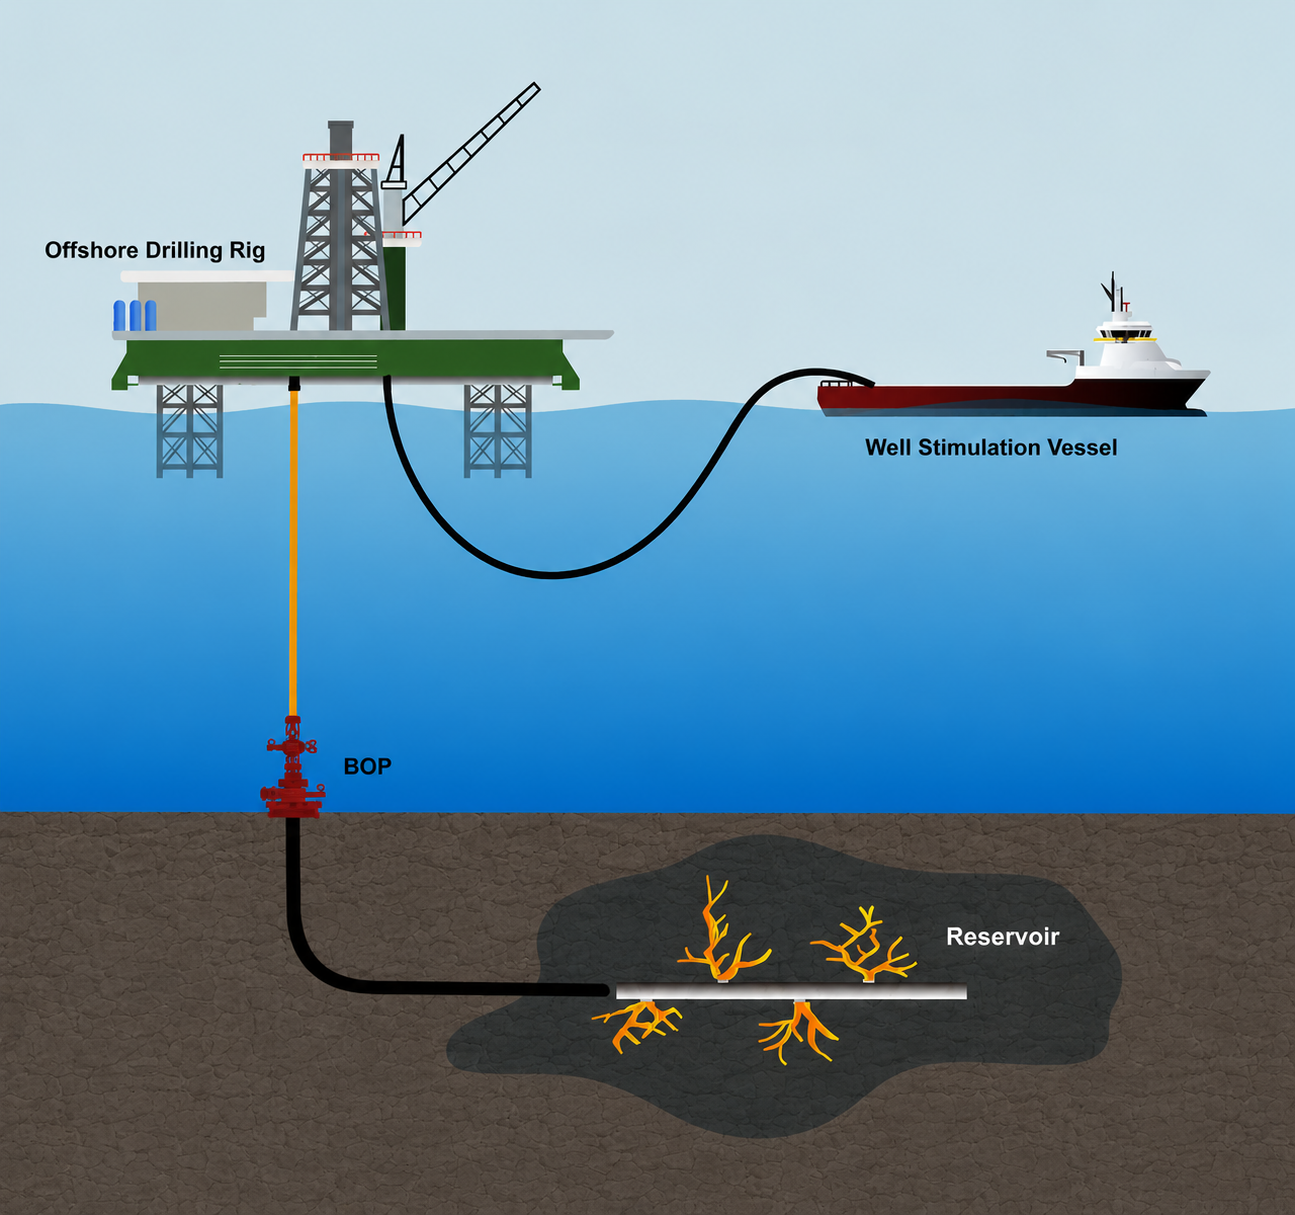 Offshore Drilling Rig
Well Stimulation Vessel
BOP
Reservoir